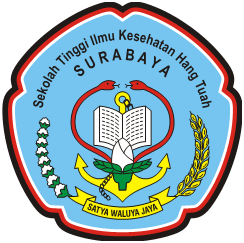 Sekolah Tinggi Ilmu Kesehatan Hang Tuah
SURABAYA
SATYA WALUYA JAYA